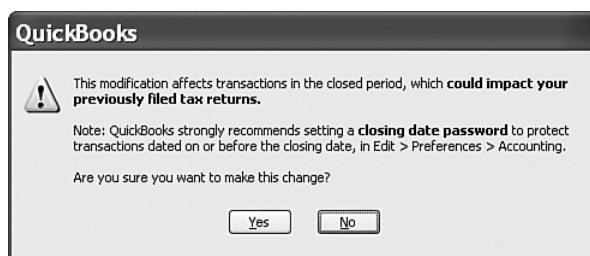 QuickBooks
This modification affects transactions in the closed period, which could impact your
previously filed tax returns.
Note: QuickBooks strongly recommends setting a closing date password to protect
transactions dated on or before the closing date, in Edit > Preferences > Accounting.
Are you sure you want to make this change?
Yes No